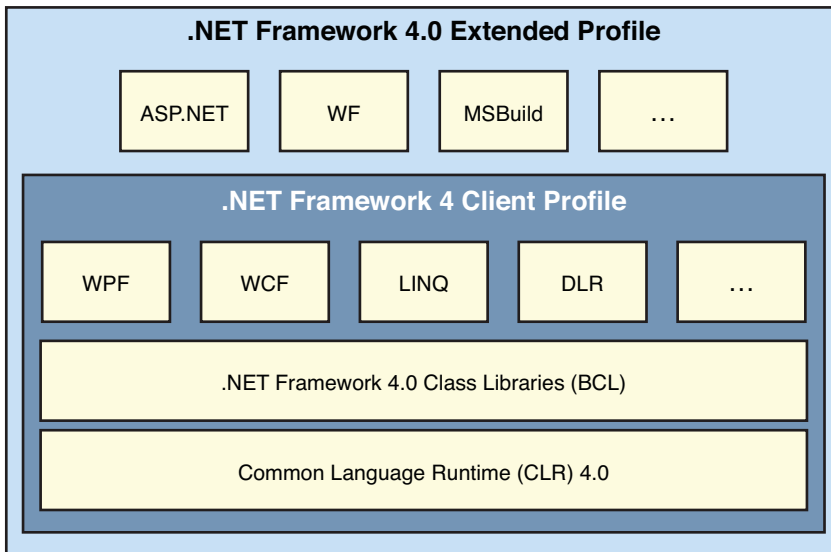 .NET Framework 4.0 Extended Profile
ASP.NET WF MSBuild ...
.NET Framework 4 Client Profile
WPF WCF LINQ DLR ...
.NET Framework 4.0 Class Libraries (BCL)
Common Language Runtime (CLR) 4.0